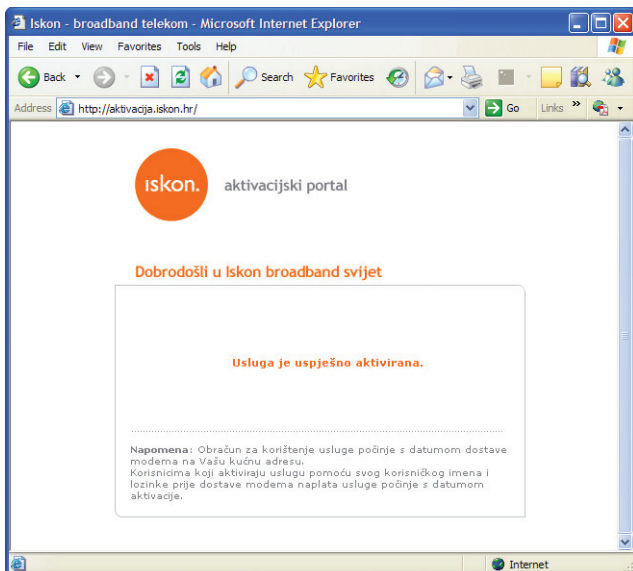 Iskon - broadband telekom - Microsoft Internet Explorer
File Edit View Favorites Tools Help
Back Search Favorites
Address http://aktivacija.iskon.hr/ Go Links »
ıskon. aktivacijski portal
Dobrodošli u Iskon broadband svijet
Usluga je uspješno aktivirana.
Napomena: Obračun za korištenje usluge počinje s datumom dostave
modema na Vašu kućnu adresu.
Korisnicima koji aktiviraju uslugu pomoću svog korisničkog imena i
lozinke prije dostave modema naplata usluge počinje s datumom
aktivacije.
Internet